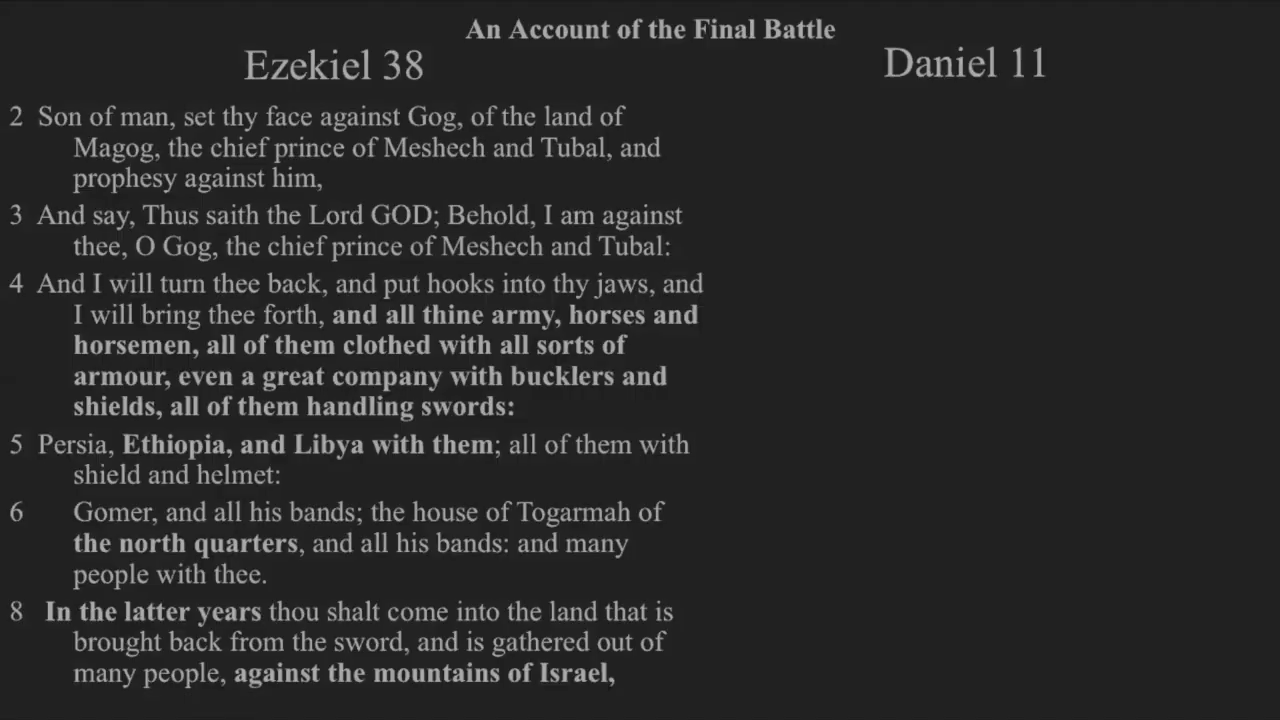 An Account of the Final Battle
Ezekiel 38
Daniel 11
2 Son of man, set thy face against Gog, of the land of
Magog, the chief prince of Meshech and Tubal, and
prophesy against him,
3 And say, Thus saith the Lord GOD; Behold, I am against
thee, O Gog, the chief prince of Meshech and Tubal:
4 And I will turn thee back, and put hooks into thy jaws, and
I will bring thee forth, and all thine army, horses and
horsemen, all of them clothed with all sorts of
armour, even a great company with bucklers and
shields, all of them handling swords:
5 Persia, Ethiopia, and Libya with them; all of them with
shield and helmet:
6 Gomer, and all his bands; the house of Togarmah of
the north quarters, and all his bands: and many
people with thee.
8 In the latter years thou shalt come into the land that is
brought back from the sword, and is gathered out of
many people, against the mountains of Israel,